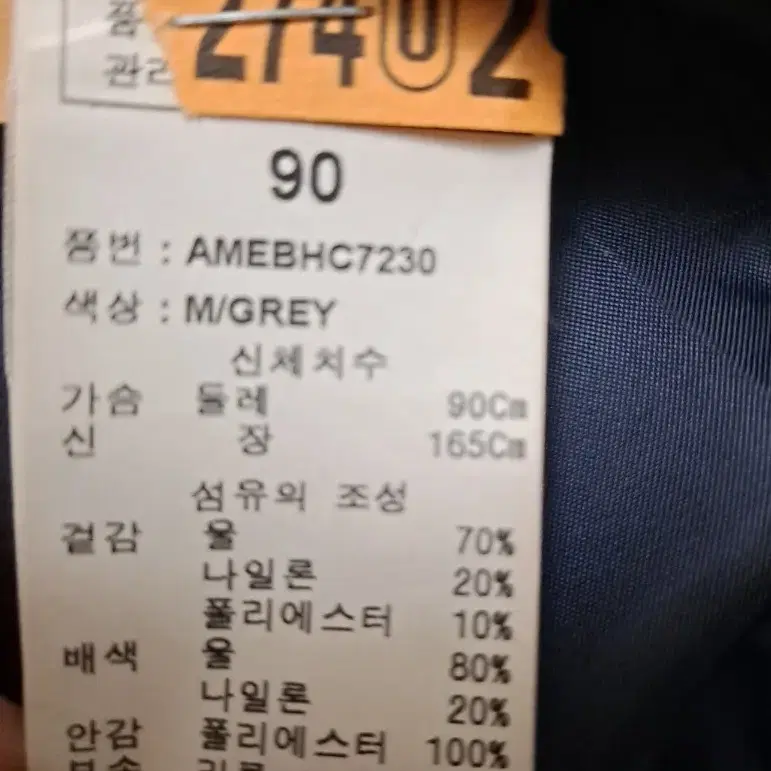 27402
관리
90
품번 : AMEBHC7230
색상 : M/GREY
신체치수
가슴 둘레 90Cm
신 장 165Cm
섬유의 조성
겉감 울 70%
나일론 20%
폴리에스터 10%
배색 울 80%
나일론 20%
안감 폴리에스터 100%